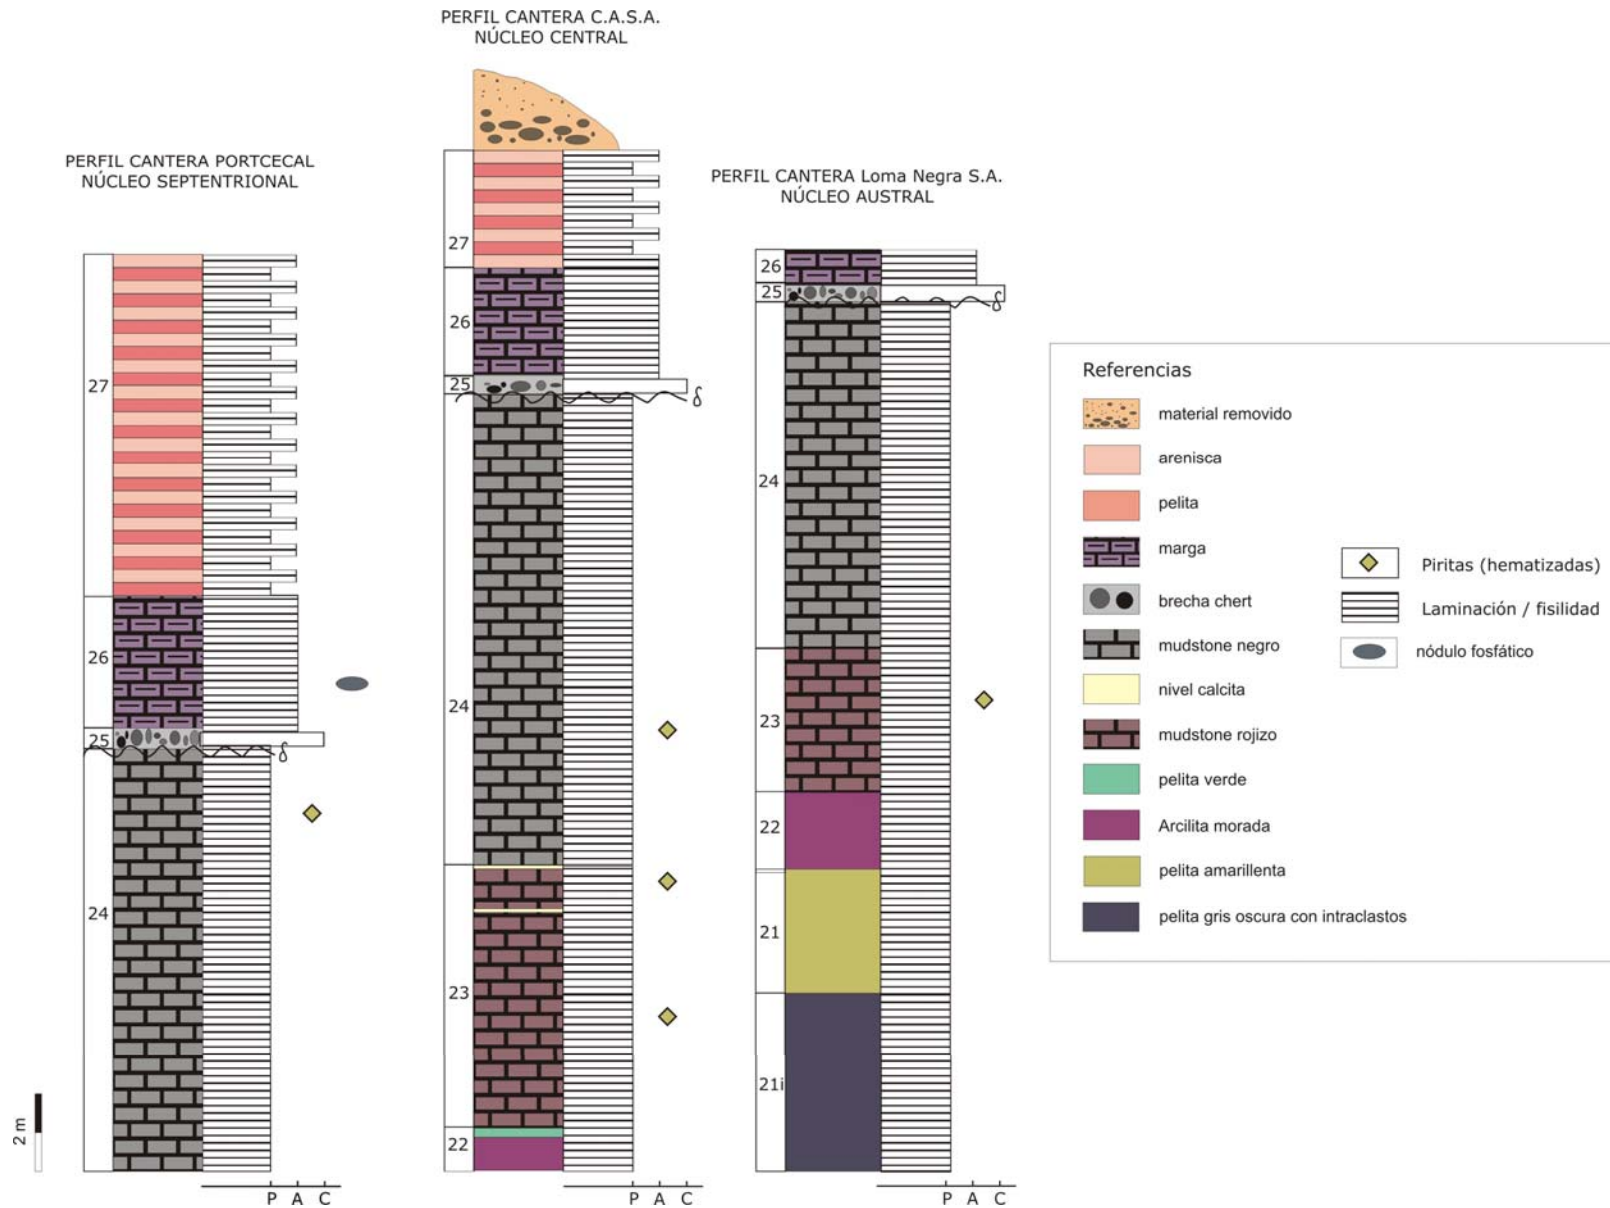 PERFIL CANTERA C.A.S.A.
NÚCLEO CENTRAL
PERFIL CANTERA PORTCECAL
NÚCLEO SEPTENTRIONAL
PERFIL CANTERA Loma Negra S.A.
NÚCLEO AUSTRAL
27
26
25
24
2 m
P A C
27
26
25
24
23
22
P A C
26
25
24
23
22
21
21i
P A C
Referencias
material removido
arenisca
pelita
marga
brecha chert
mudstone negro
nivel calcita
mudstone rojizo
pelita verde
Arcilita morada
pelita amarillenta
pelita gris oscura con intraclastos
Piritas (hematizadas)
Laminación / fisilidad
nódulo fosfático